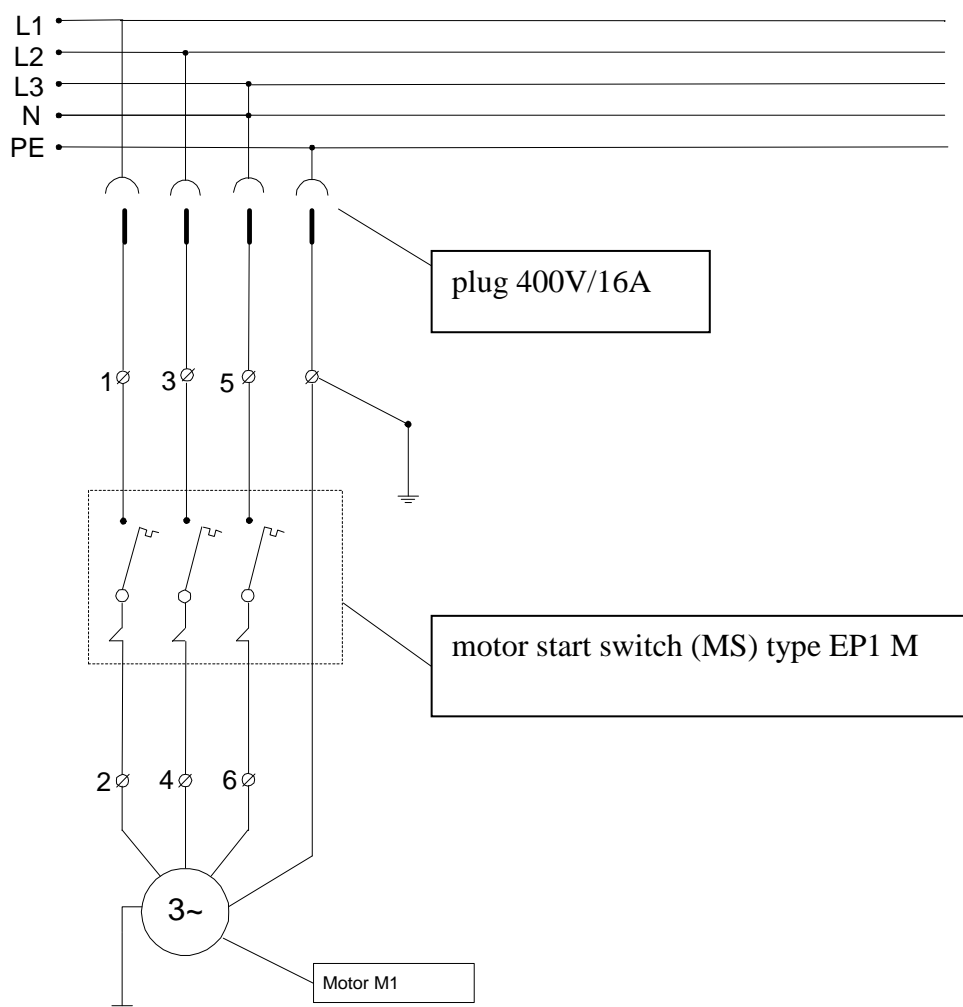 L1
L2
L3
N
PE
plug 400V/16A
1
3
5
motor start switch (MS) type EP1 M
2
4
6
3~
Motor M1